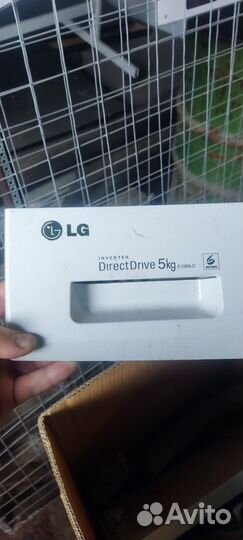 LG
INVERTER
DirectDrive 5kg
Avito